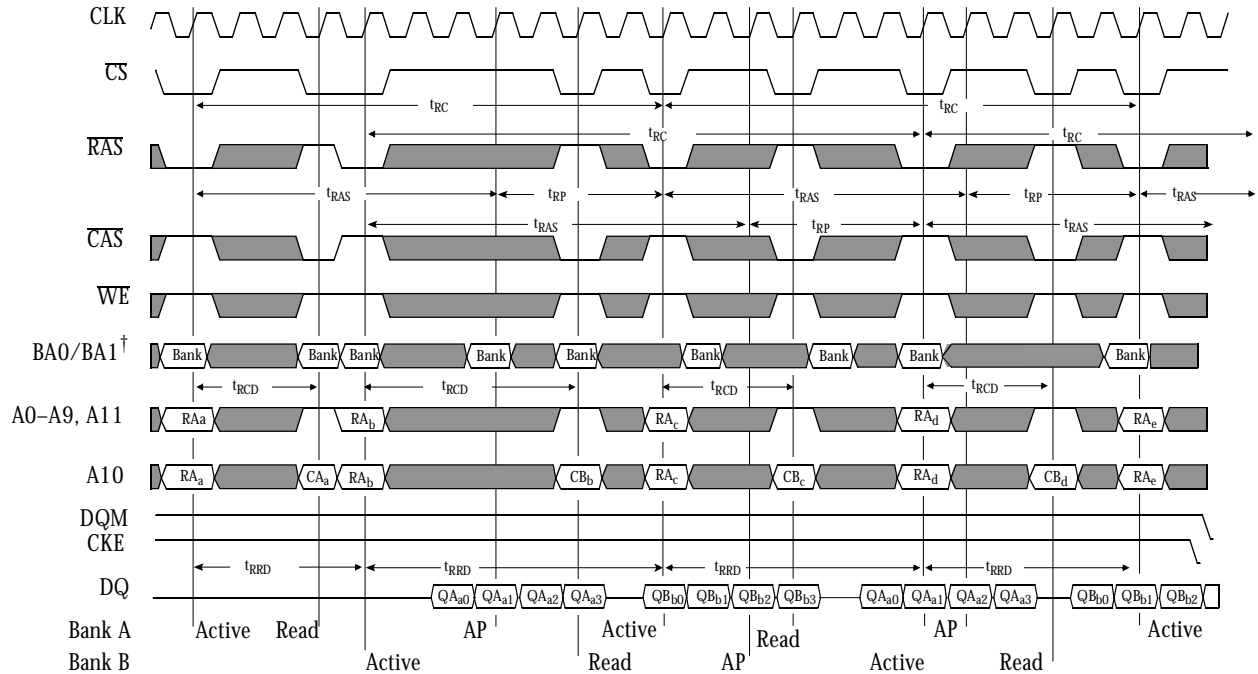 CLK
CS
tRC tRC
tRC tRC
RAS
tRAS tRP tRAS tRP tRAS
tRAS tRP tRAS
CAS
WE
BA0/BA1† Bank Bank Bank Bank Bank Bank Bank Bank Bank
tRCD tRCD tRCD tRCD
A0–A9, A11 RAa RAb RAc RAd RAe
A10 RAa CAa RAb CBb RAc CBc RAd CBd RAe
DQM
CKE
tRRD tRRD tRRD tRRD
DQ QAa0 QAa1 QAa2 QAa3 QBb0 QBb1 QBb2 QBb3 QAa0 QAa1 QAa2 QAa3 QBb0 QBb1 QBb2
Bank A Active Read AP Active Read AP Active
Bank B Active Read AP Active Read